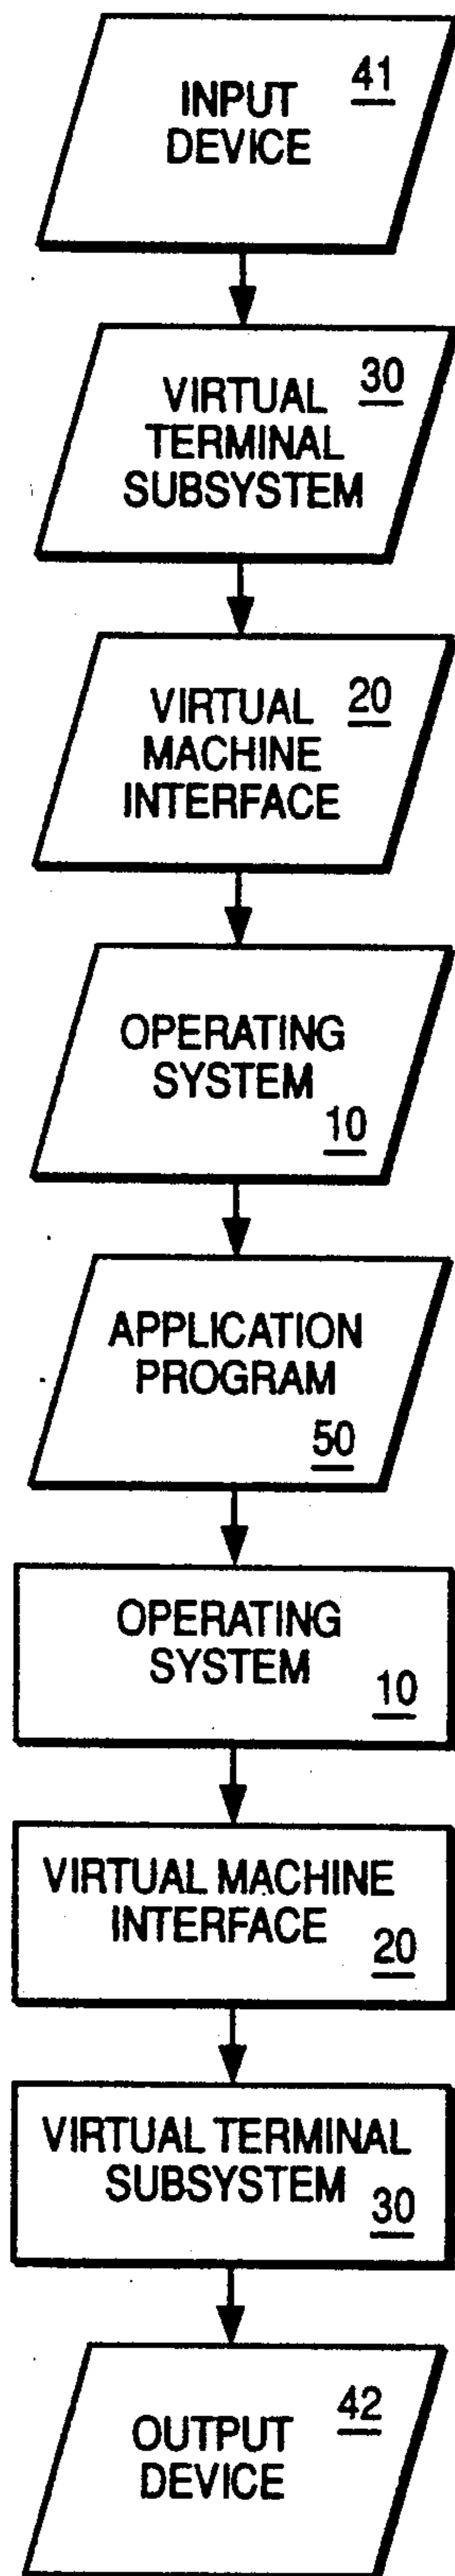 INPUT 41
DEVICE
VIRTUAL 30
TERMINAL
SUBSYSTEM
VIRTUAL 20
MACHINE
INTERFACE
OPERATING
SYSTEM
10
APPLICATION
PROGRAM
50
OPERATING
SYSTEM
10
VIRTUAL MACHINE
INTERFACE
20
VIRTUAL TERMINAL
SUBSYSTEM
30
OUTPUT 42
DEVICE